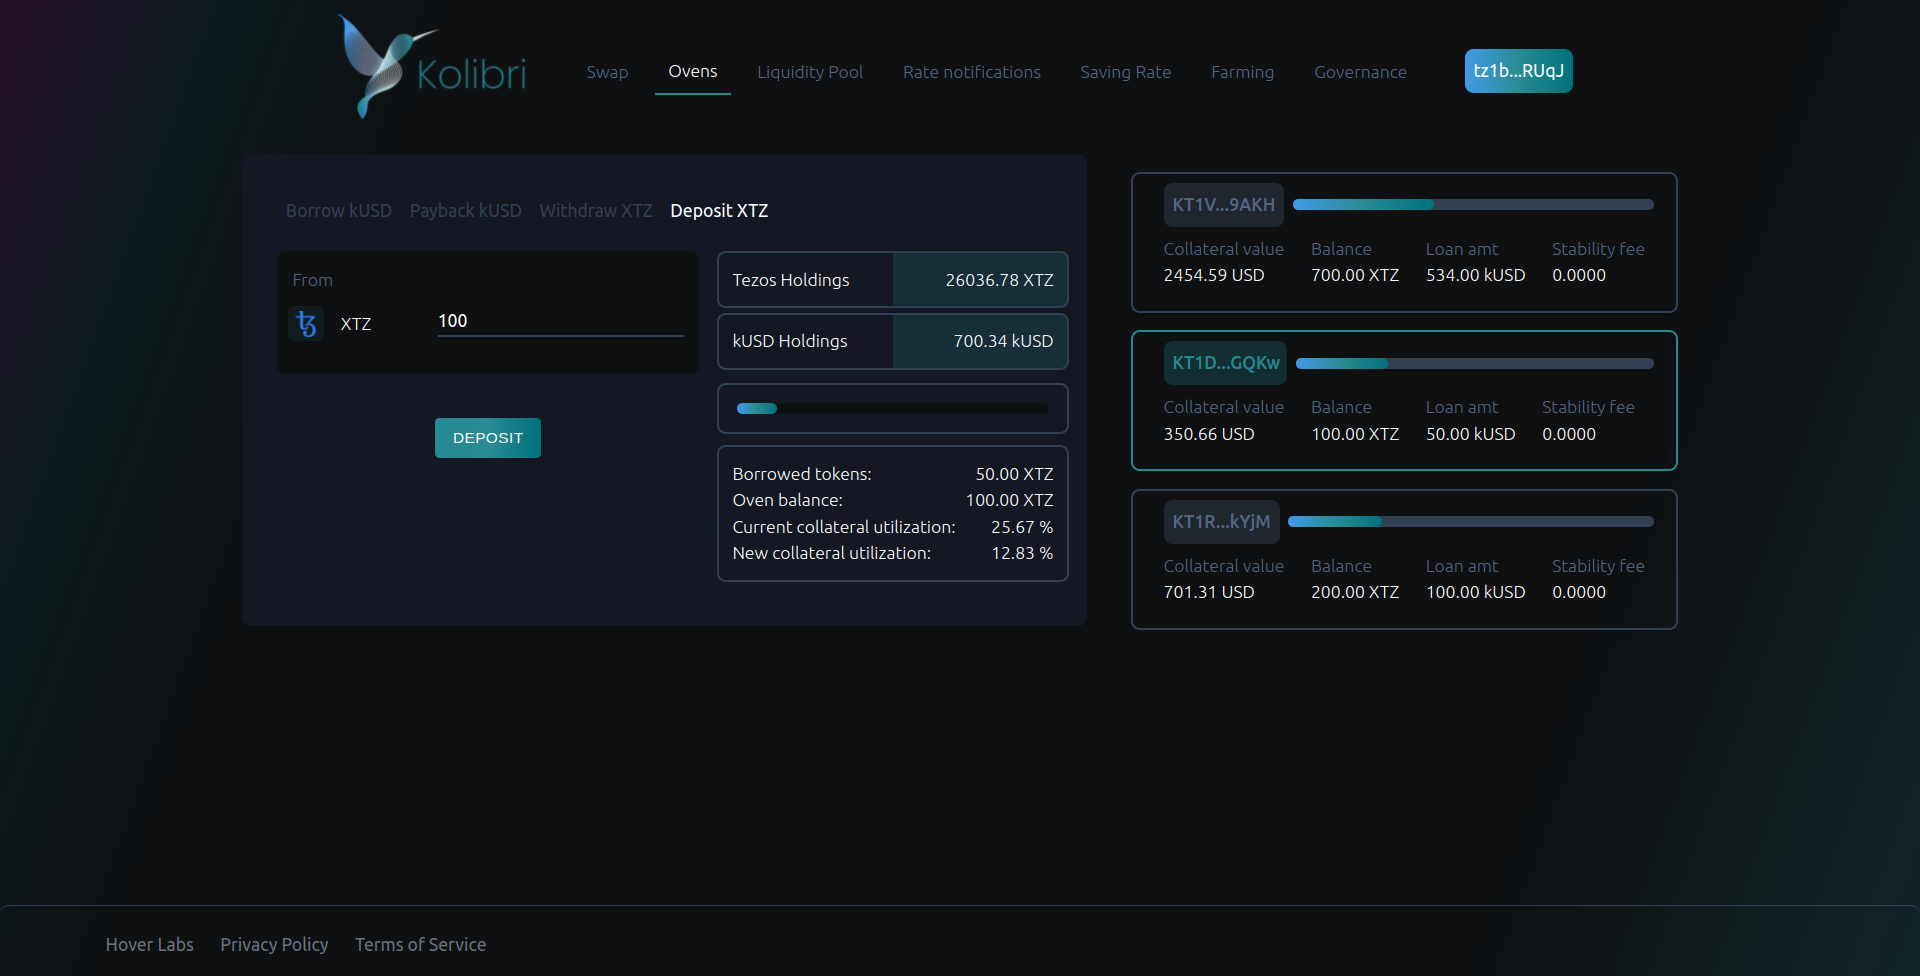 Kolibri
Swap Ovens Liquidity Pool Rate notifications Saving Rate Farming Governance tz1b...RUqJ
Borrow kUSD Payback kUSD Withdraw XTZ Deposit XTZ
From
XTZ 100
DEPOSIT
Tezos Holdings 26036.78 XTZ
kUSD Holdings 700.34 kUSD
Borrowed tokens: 50.00 XTZ
Oven balance: 100.00 XTZ
Current collateral utilization: 25.67 %
New collateral utilization: 12.83 %
KT1V...9AKH
Collateral value Balance Loan amt Stability fee
2454.59 USD 700.00 XTZ 534.00 kUSD 0.0000
KT1D...GQKw
Collateral value Balance Loan amt Stability fee
350.66 USD 100.00 XTZ 50.00 kUSD 0.0000
KT1R...kYjM
Collateral value Balance Loan amt Stability fee
701.31 USD 200.00 XTZ 100.00 kUSD 0.0000
Hover Labs Privacy Policy Terms of Service